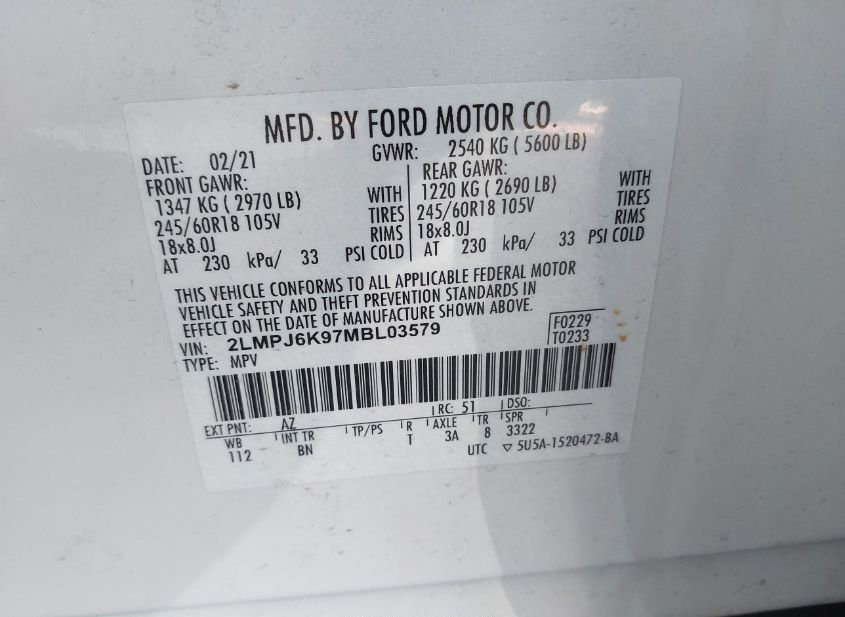 MFD. BY FORD MOTOR CO.
DATE: 02/21 GVWR: 2540 KG ( 5600 LB)
FRONT GAWR: REAR GAWR:
1347 KG ( 2970 LB) WITH 1220 KG ( 2690 LB) WITH
245/60R18 105V TIRES 245/60R18 105V TIRES
18x8.0J RIMS 18x8.0J RIMS
AT 230 kPa/ 33 PSI COLD AT 230 kPa/ 33 PSI COLD
THIS VEHICLE CONFORMS TO ALL APPLICABLE FEDERAL MOTOR
VEHICLE SAFETY AND THEFT PREVENTION STANDARDS IN
EFFECT ON THE DATE OF MANUFACTURE SHOWN ABOVE.
VIN: 2LMPJ6K97MBL03579 F0229
TYPE: MPV T0233
EXT PNT: AZ RC: 51 DSO:
WB INT TR TP/PS R AXLE TR SPR
112 BN T 3A 8 3322
UTC ▽ 5U5A-1520472-BA